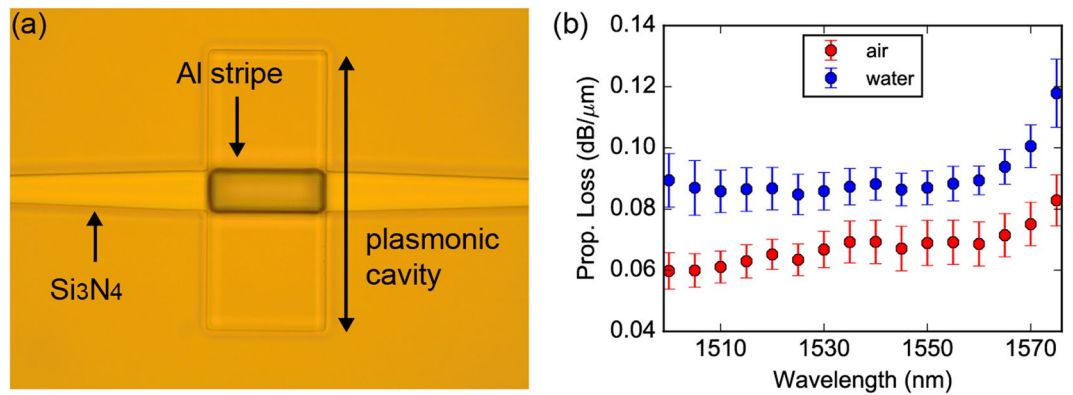 (a)
Al stripe
plasmonic
cavity
Si3N4
(b)
Prop. Loss (dB/μm)
0.14
0.12
0.10
0.08
0.06
0.04
air
water
1510
1530
1550
1570
Wavelength (nm)